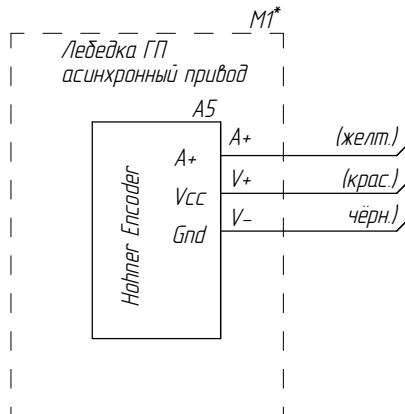 M1*
Лебедка ГП
асинхронный привод
A5
A+ A+ (желт.)
Vcc V+ (крас.)
Gnd V- чёрн.)
Hohner Encoder